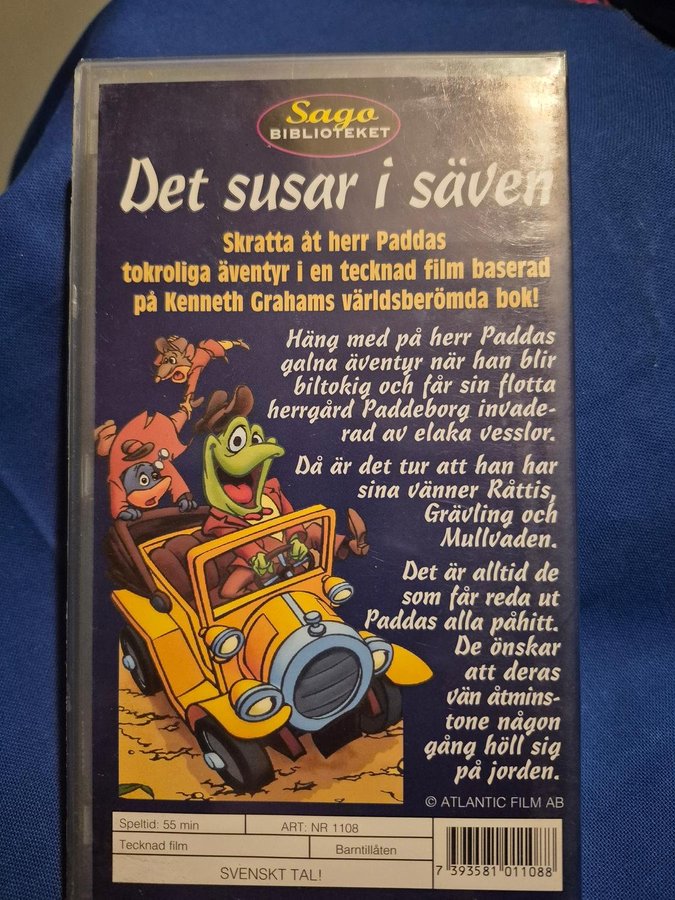 Sago
BIBLIOTEKET
Det susar i säven
Skratta åt herr Paddas
tokroliga äventyr i en tecknad film baserad
på Kenneth Grahams världsberömda bok!
Häng med på herr Paddas
galna äventyr när han blir
biltokig och får sin flotta
herrgård Paddeborg invade-
rad av elaka vesslor.
Då är det tur att han har
sina vänner Råttis,
Grävling och
Mullvaden.
Det är alltid de
som får reda ut
Paddas alla påhitt.
De önskar
att deras
vän åtmins-
tone någon
gång höll sig
på jorden.
© ATLANTIC FILM AB
Speltid: 55 min
ART: NR 1108
Tecknad film
Barntillåten
SVENSKT TAL!
7 393581 011088